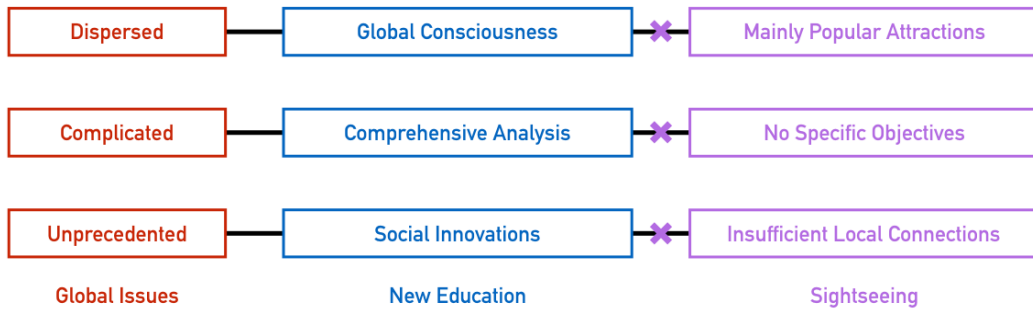 Dispersed
Global Consciousness
Mainly Popular Attractions
Complicated
Comprehensive Analysis
No Specific Objectives
Unprecedented
Social Innovations
Insufficient Local Connections
Global Issues
New Education
Sightseeing